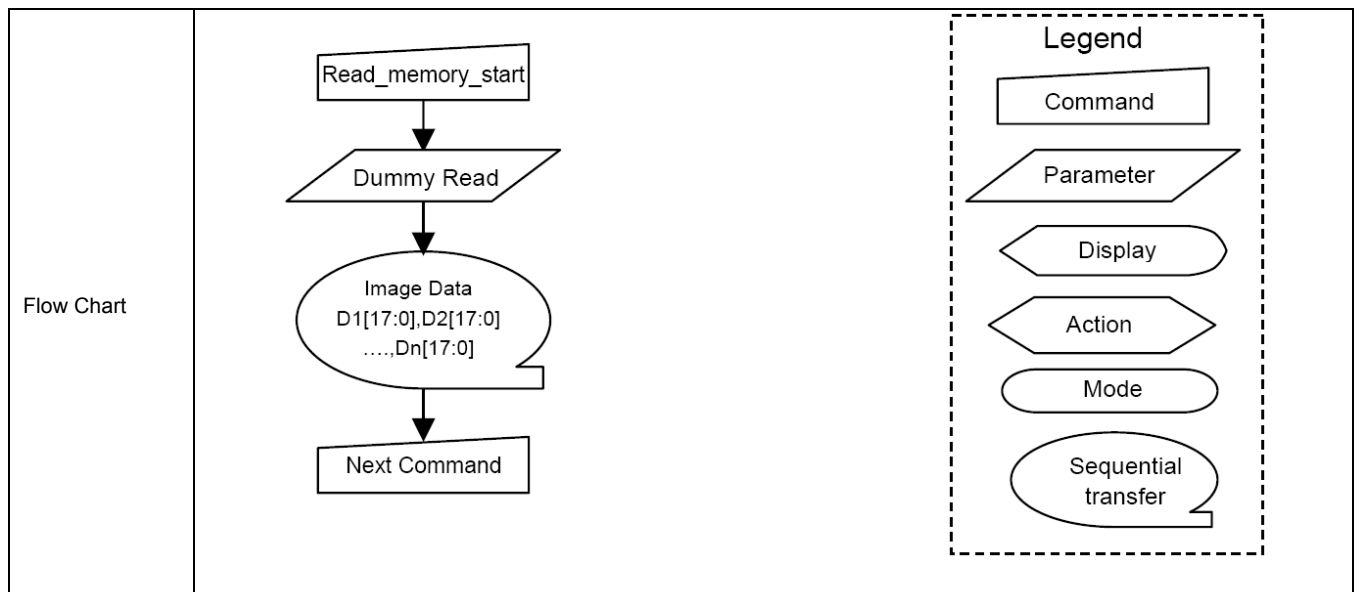 Flow Chart
Read_memory_start
Dummy Read
Image Data
D1[17:0],D2[17:0]
....,Dn[17:0]
Next Command
Legend
Command
Parameter
Display
Action
Mode
Sequential
transfer